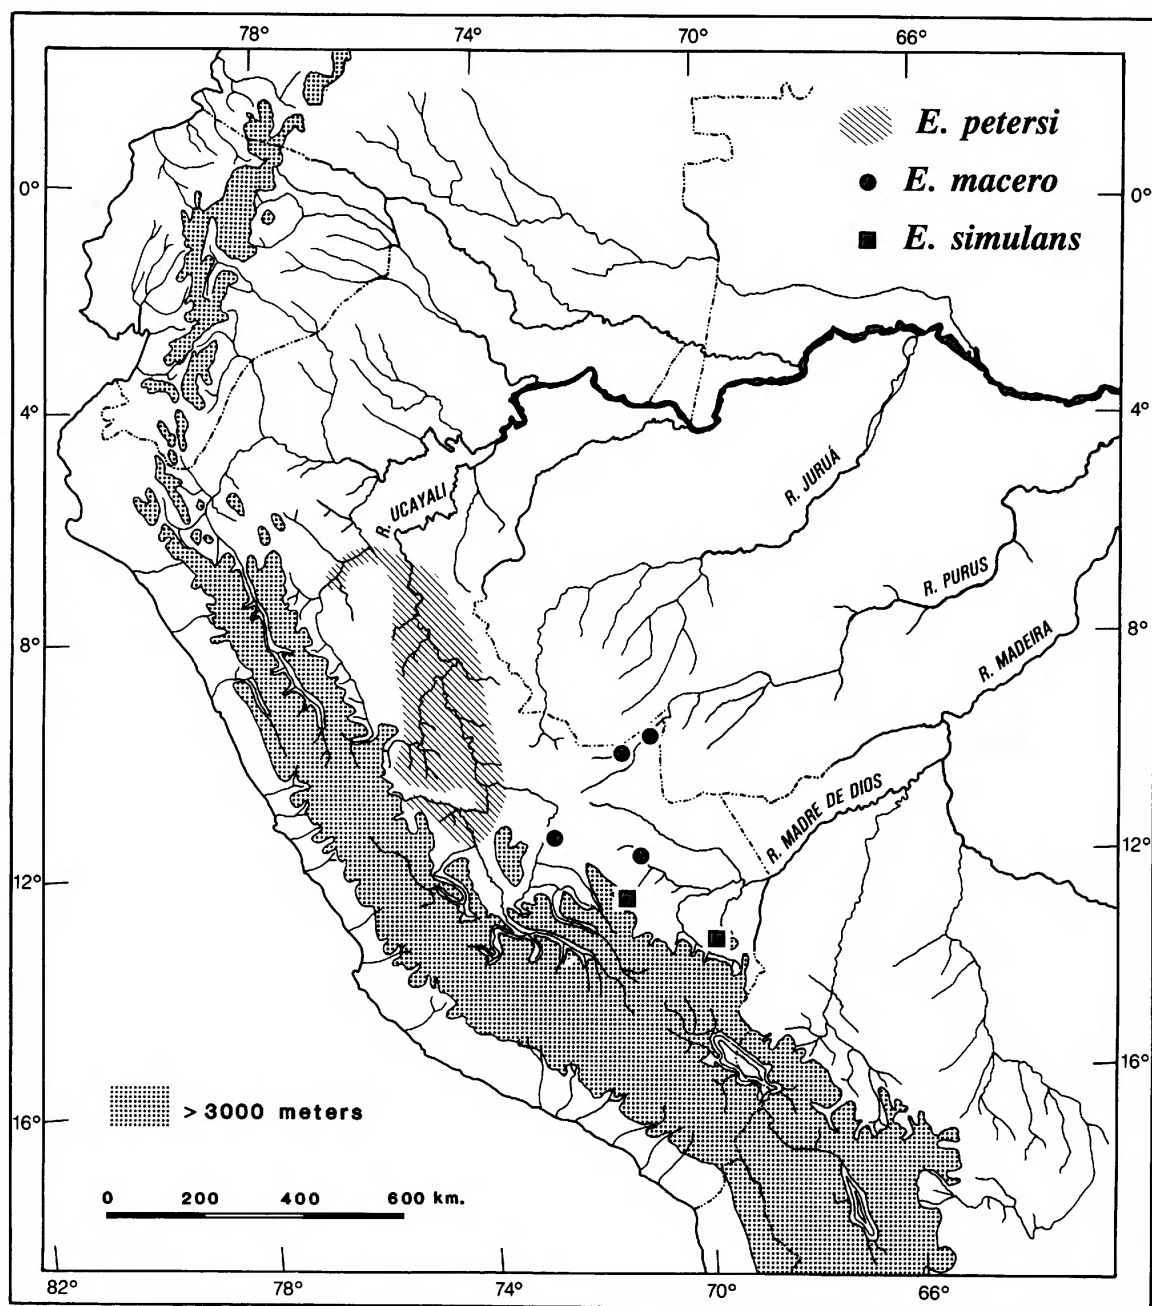 78° 74° 70° 66°
E. petersi
0° E. macero 0°
E. simulans
4° 4°
R. UCAYALI
R. JURUÁ
R. PURUS
8° 8°
R. MADEIRA
R. MADRE DE DIOS
12° 12°
16°
> 3000 meters
16°
0 200 400 600 km.
82° 78° 74° 70° 66°